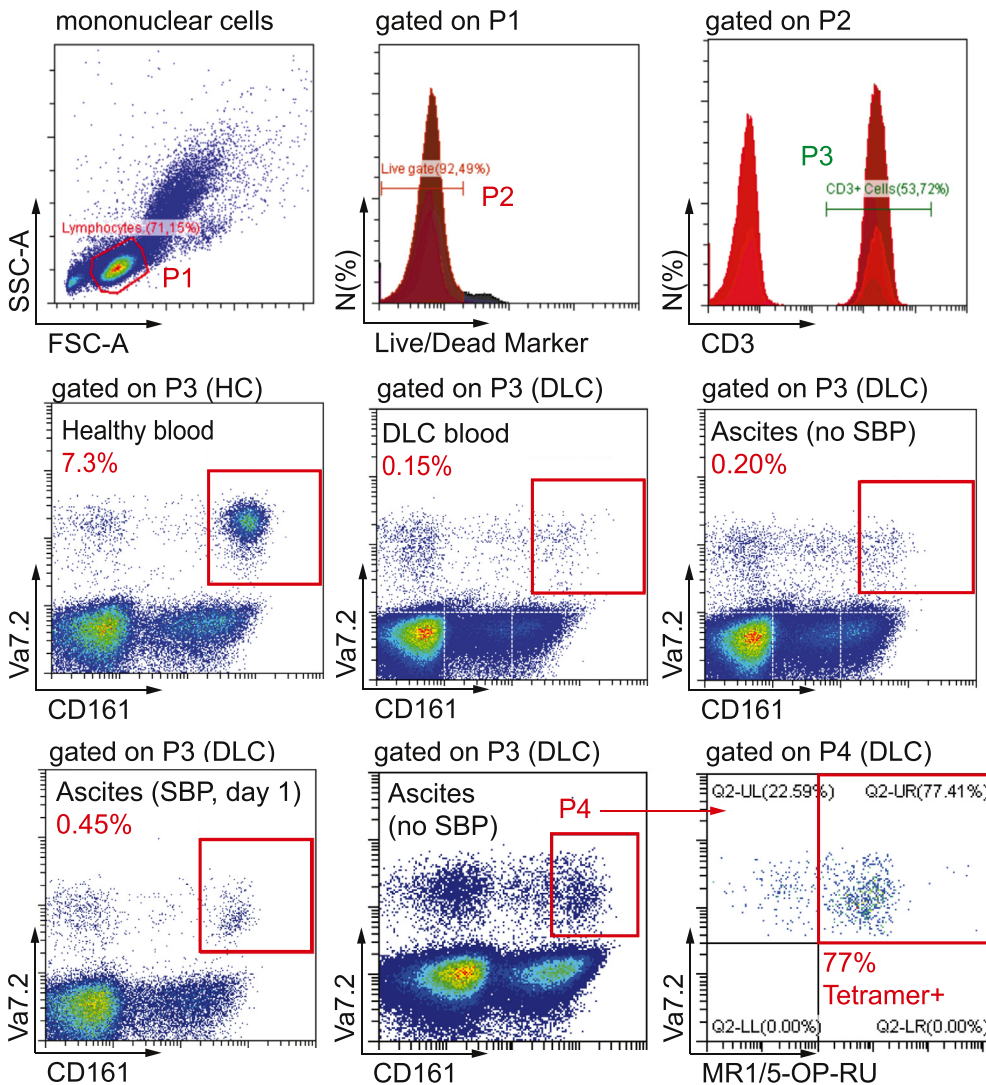 mononuclear cells
SSC-A
Lymphocytes (71,15%)
P1
FSC-A
gated on P1
N(%)
Live gate(92,49%)
P2
Live/Dead Marker
gated on P2
N(%)
P3
CD3+ Cells(53,72%)
CD3
gated on P3 (HC)
Healthy blood
7.3%
Va7.2
CD161
gated on P3 (DLC)
DLC blood
0.15%
Va7.2
CD161
gated on P3 (DLC)
Ascites (no SBP)
0.20%
Va7.2
CD161
gated on P3 (DLC)
Ascites (SBP, day 1)
0.45%
Va7.2
CD161
gated on P3 (DLC)
Ascites
(no SBP)
P4
Va7.2
CD161
gated on P4 (DLC)
Q2-UL(22.59%)
Q2-UR(77.41%)
77%
Tetramer+
Q2-LL(0.00%)
Q2-LR(0.00%)
Va7.2
MR1/5-OP-RU